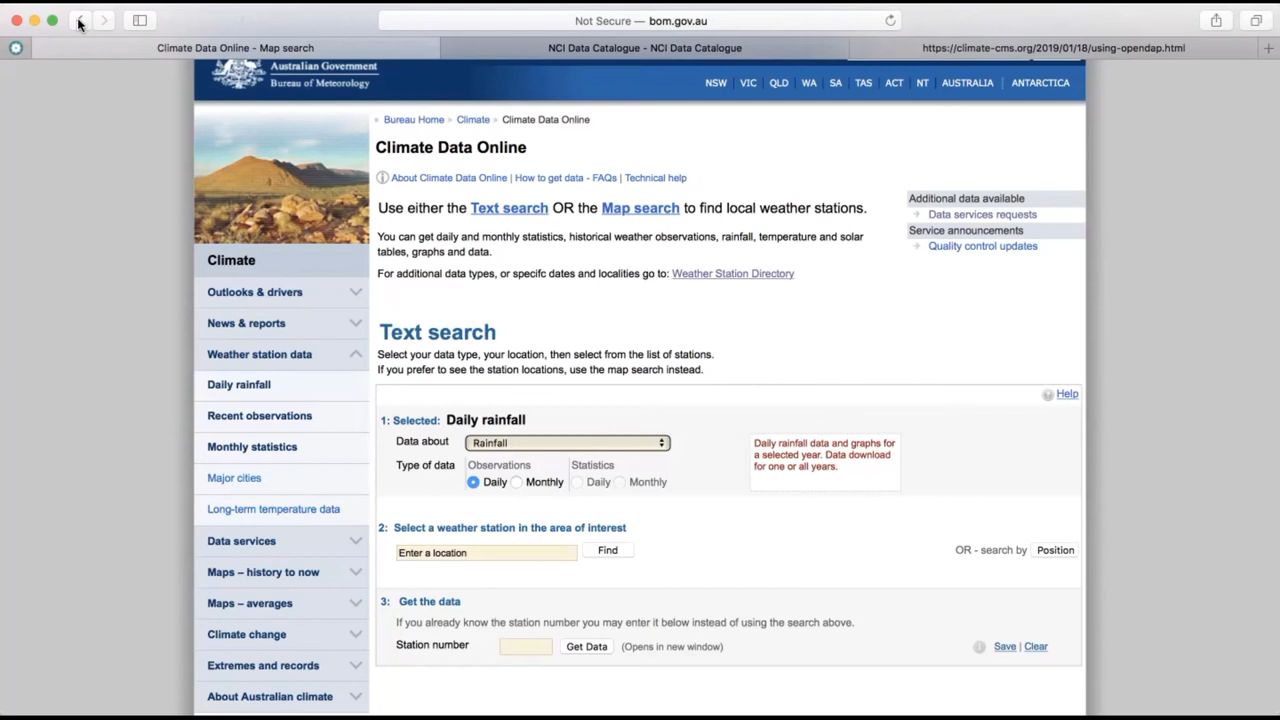 Not Secure — bom.gov.au
Climate Data Online - Map search
NCI Data Catalogue - NCI Data Catalogue
https://climate-cms.org/2019/01/18/using-opendap.html
Australian Government
Bureau of Meteorology
NSW | VIC | QLD | WA | SA | TAS | ACT | NT | AUSTRALIA | ANTARCTICA
Bureau Home > Climate > Climate Data Online
Climate Data Online
About Climate Data Online | How to get data - FAQs | Technical help
Use either the Text search OR the Map search to find local weather stations.
You can get daily and monthly statistics, historical weather observations, rainfall, temperature and solar
tables, graphs and data.
For additional data types, or specifc dates and localities go to: Weather Station Directory
Additional data available
Data services requests
Service announcements
Quality control updates
Climate
Outlooks & drivers
News & reports
Weather station data
Daily rainfall
Recent observations
Monthly statistics
Major cities
Long-term temperature data
Data services
Maps – history to now
Maps – averages
Climate change
Extremes and records
About Australian climate
Text search
Select your data type, your location, then select from the list of stations.
If you prefer to see the station locations, use the map search instead.
Help
1: Selected: Daily rainfall
Data about Rainfall
Type of data Observations Statistics
Daily Monthly Daily Monthly
Daily rainfall data and graphs for
a selected year. Data download
for one or all years.
2: Select a weather station in the area of interest
Enter a location Find OR - search by Position
3: Get the data
If you already know the station number you may enter it below instead of using the search above.
Station number Get Data (Opens in new window) Save | Clear